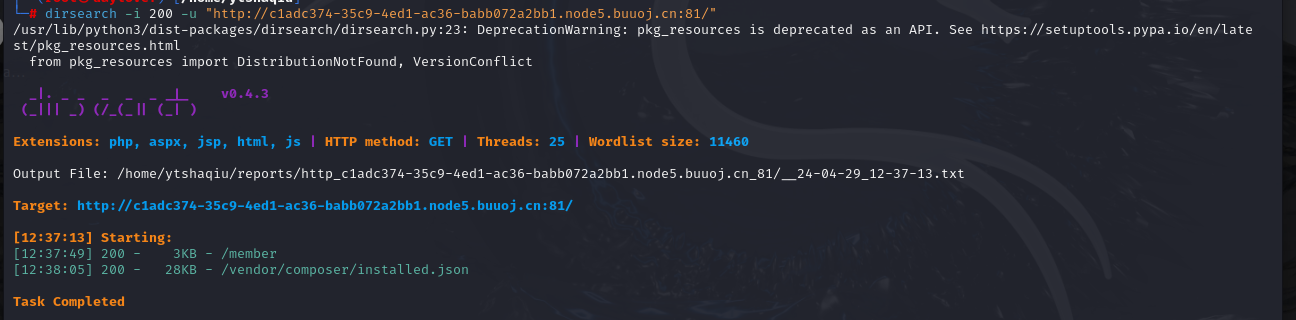 # dirsearch -i 200 -u "http://c1adc374-35c9-4ed1-ac36-babb072a2bb1.node5.buuoj.cn:81/"
/usr/lib/python3/dist-packages/dirsearch/dirsearch.py:23: DeprecationWarning: pkg_resources is deprecated as an API. See https://setuptools.pypa.io/en/late
st/pkg_resources.html
  from pkg_resources import DistributionNotFound, VersionConflict
v0.4.3
Extensions: php, aspx, jsp, html, js | HTTP method: GET | Threads: 25 | Wordlist size: 11460
Output File: /home/ytshaqiu/reports/http_c1adc374-35c9-4ed1-ac36-babb072a2bb1.node5.buuoj.cn_81/__24-04-29_12-37-13.txt
Target: http://c1adc374-35c9-4ed1-ac36-babb072a2bb1.node5.buuoj.cn:81/
[12:37:13] Starting:
[12:37:49] 200 -    3KB - /member
[12:38:05] 200 -   28KB - /vendor/composer/installed.json
Task Completed